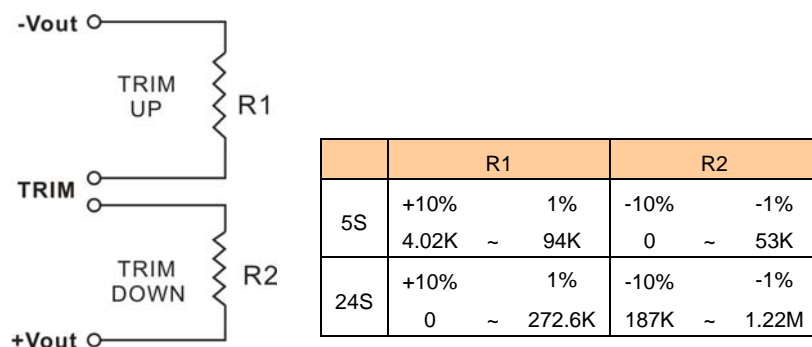 -Vout
TRIM
UP
R1
TRIM
TRIM
DOWN
R2
+Vout
R1 R2
5S
+10% 1% -10% -1%
4.02K ~ 94K 0 ~ 53K
24S
+10% 1% -10% -1%
0 ~ 272.6K 187K ~ 1.22M